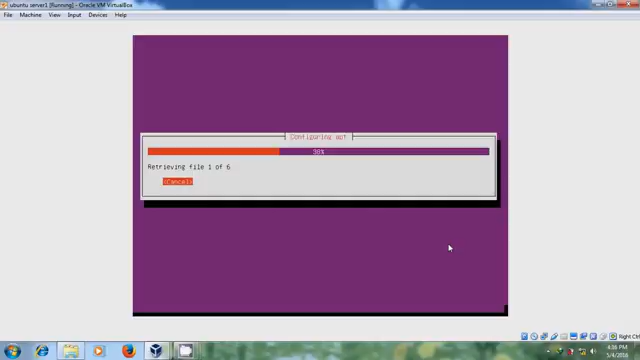 ubuntu server1 [Running] - Oracle VM VirtualBox
File Machine View Input Devices Help
Configuring apt
38%
Retrieving file 1 of 6
<Cancel>
Right Ctrl
4:06 PM
5/4/2016